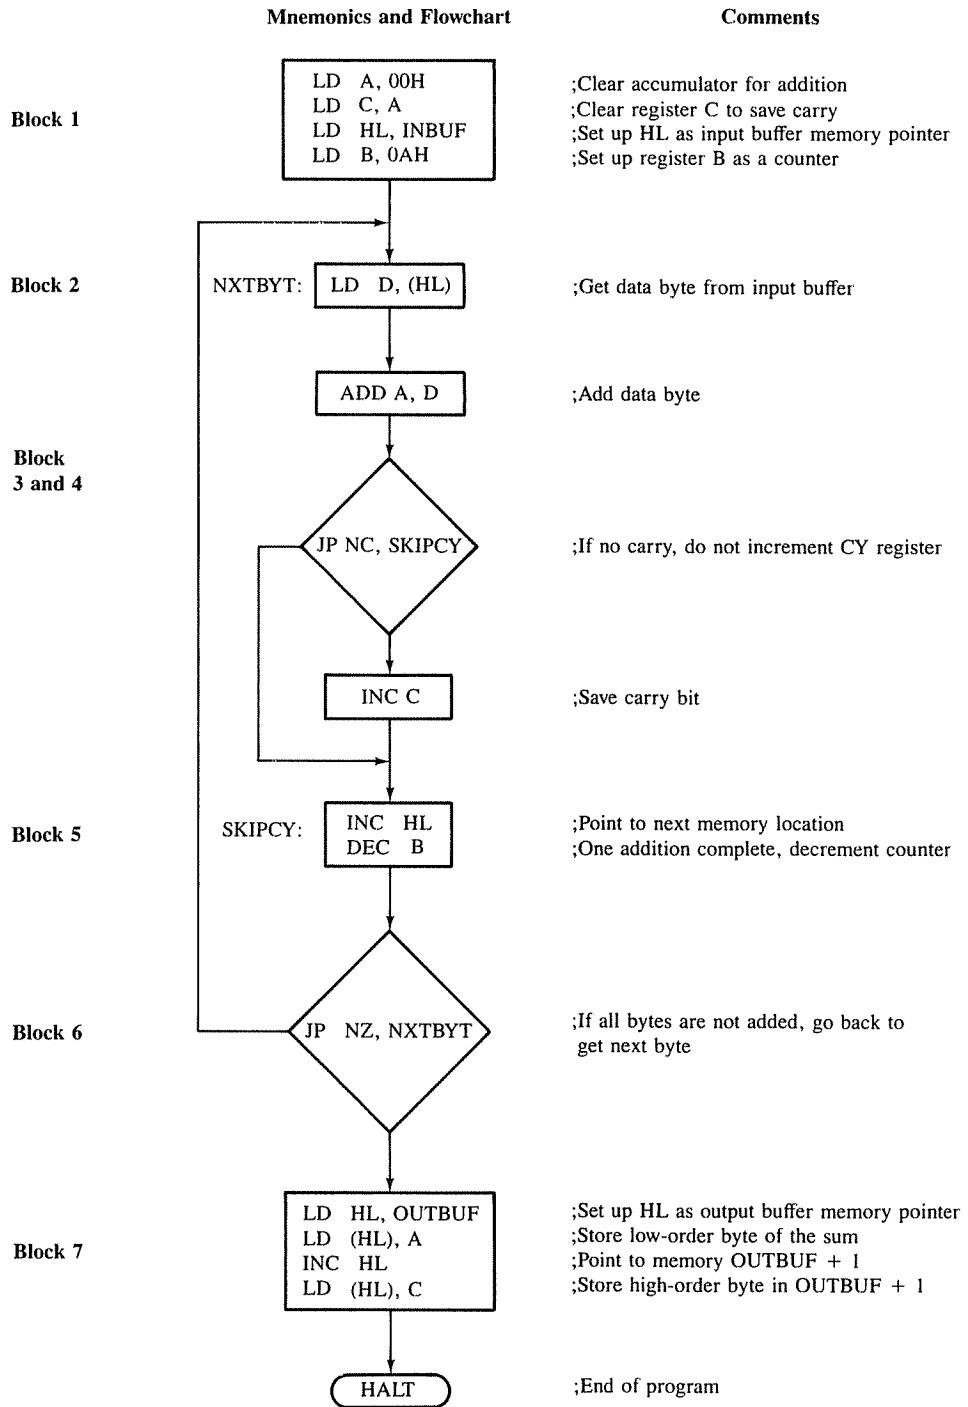 Mnemonics and Flowchart    Comments
Block 1
LD A, 00H    ;Clear accumulator for addition
LD C, A    ;Clear register C to save carry
LD HL, INBUF    ;Set up HL as input buffer memory pointer
LD B, 0AH    ;Set up register B as a counter
Block 2    NXTBYT:    LD D, (HL)    ;Get data byte from input buffer
ADD A, D    ;Add data byte
Block
3 and 4
JP NC, SKIPCY    ;If no carry, do not increment CY register
INC C    ;Save carry bit
Block 5    SKIPCY:
INC HL    ;Point to next memory location
DEC B    ;One addition complete, decrement counter
Block 6    JP NZ, NXTBYT    ;If all bytes are not added, go back to
get next byte
Block 7
LD HL, OUTBUF    ;Set up HL as output buffer memory pointer
LD (HL), A    ;Store low-order byte of the sum
INC HL    ;Point to memory OUTBUF + 1
LD (HL), C    ;Store high-order byte in OUTBUF + 1
HALT    ;End of program